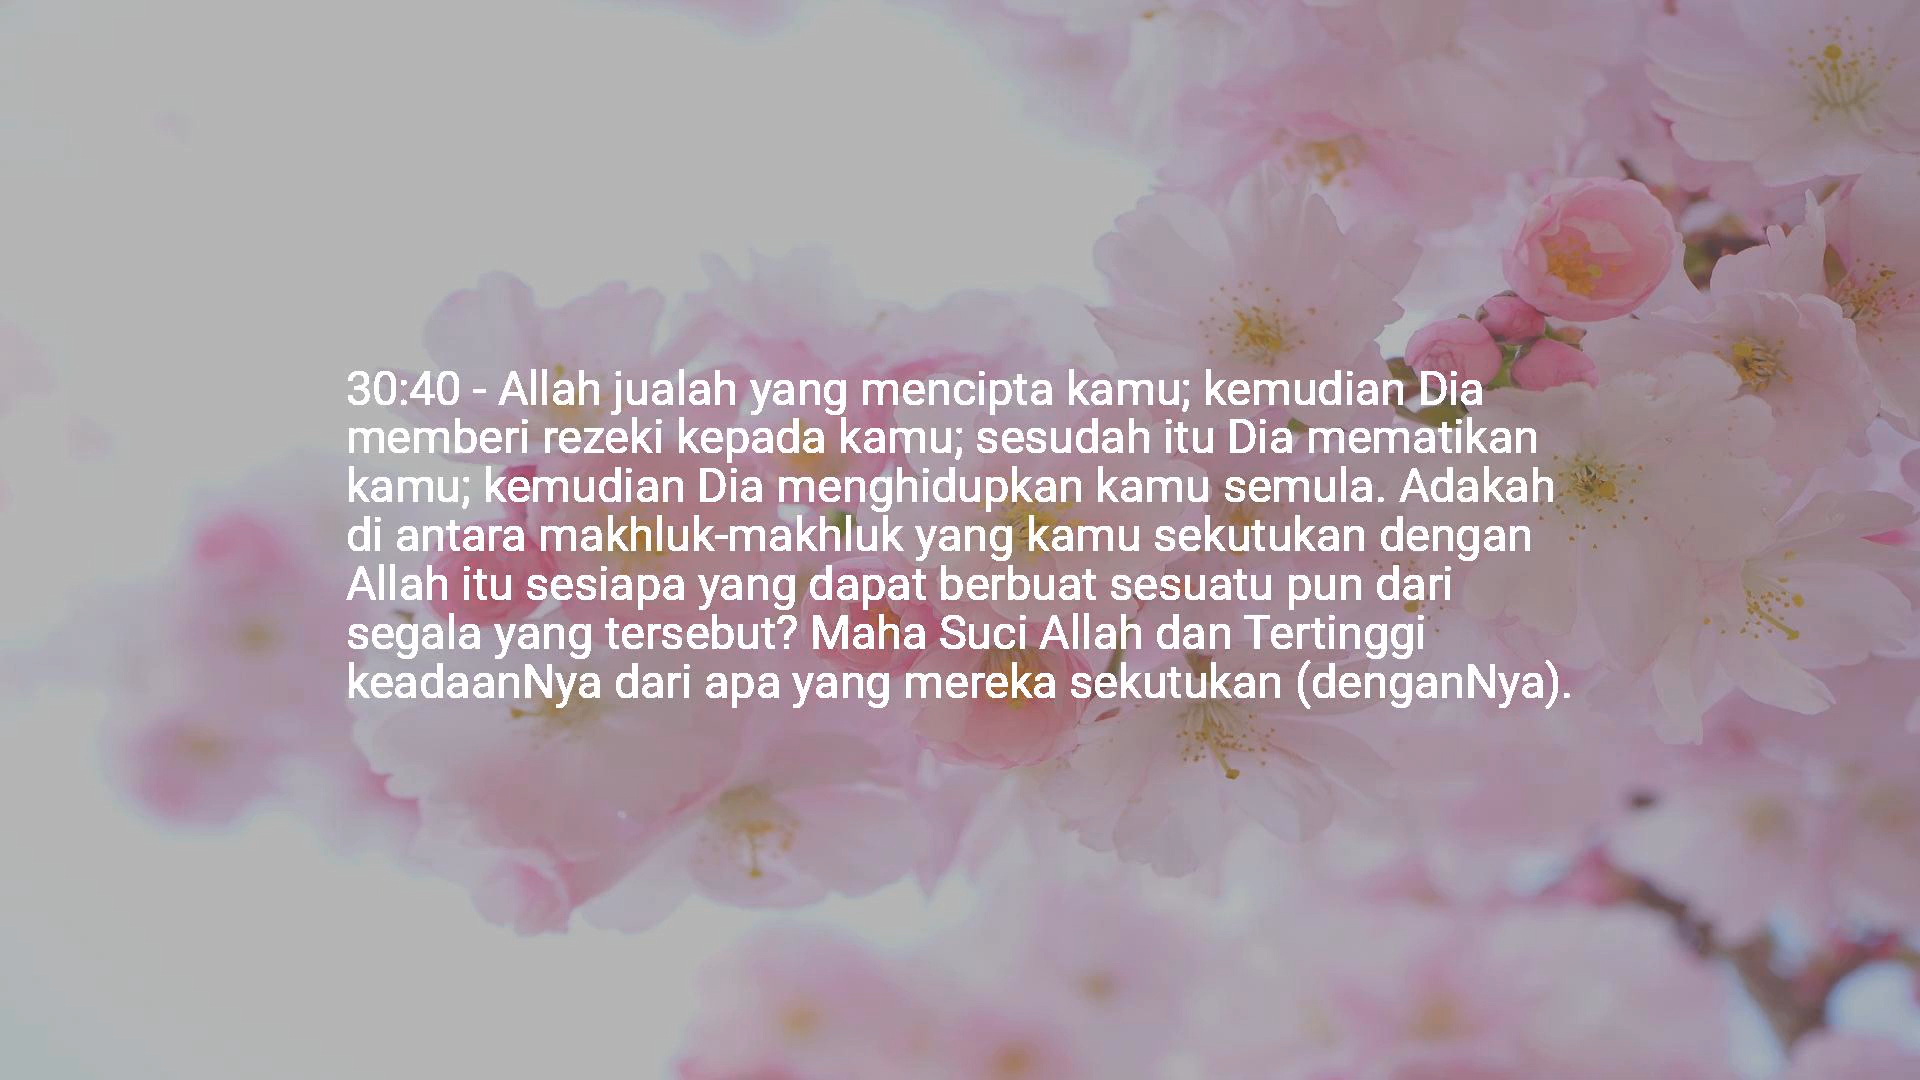 30:40 - Allah jualah yang mencipta kamu; kemudian Dia
memberi rezeki kepada kamu; sesudah itu Dia mematikan
kamu; kemudian Dia menghidupkan kamu semula. Adakah
di antara makhluk-makhluk yang kamu sekutukan dengan
Allah itu sesiapa yang dapat berbuat sesuatu pun dari
segala yang tersebut? Maha Suci Allah dan Tertinggi
keadaanNya dari apa yang mereka sekutukan (denganNya).